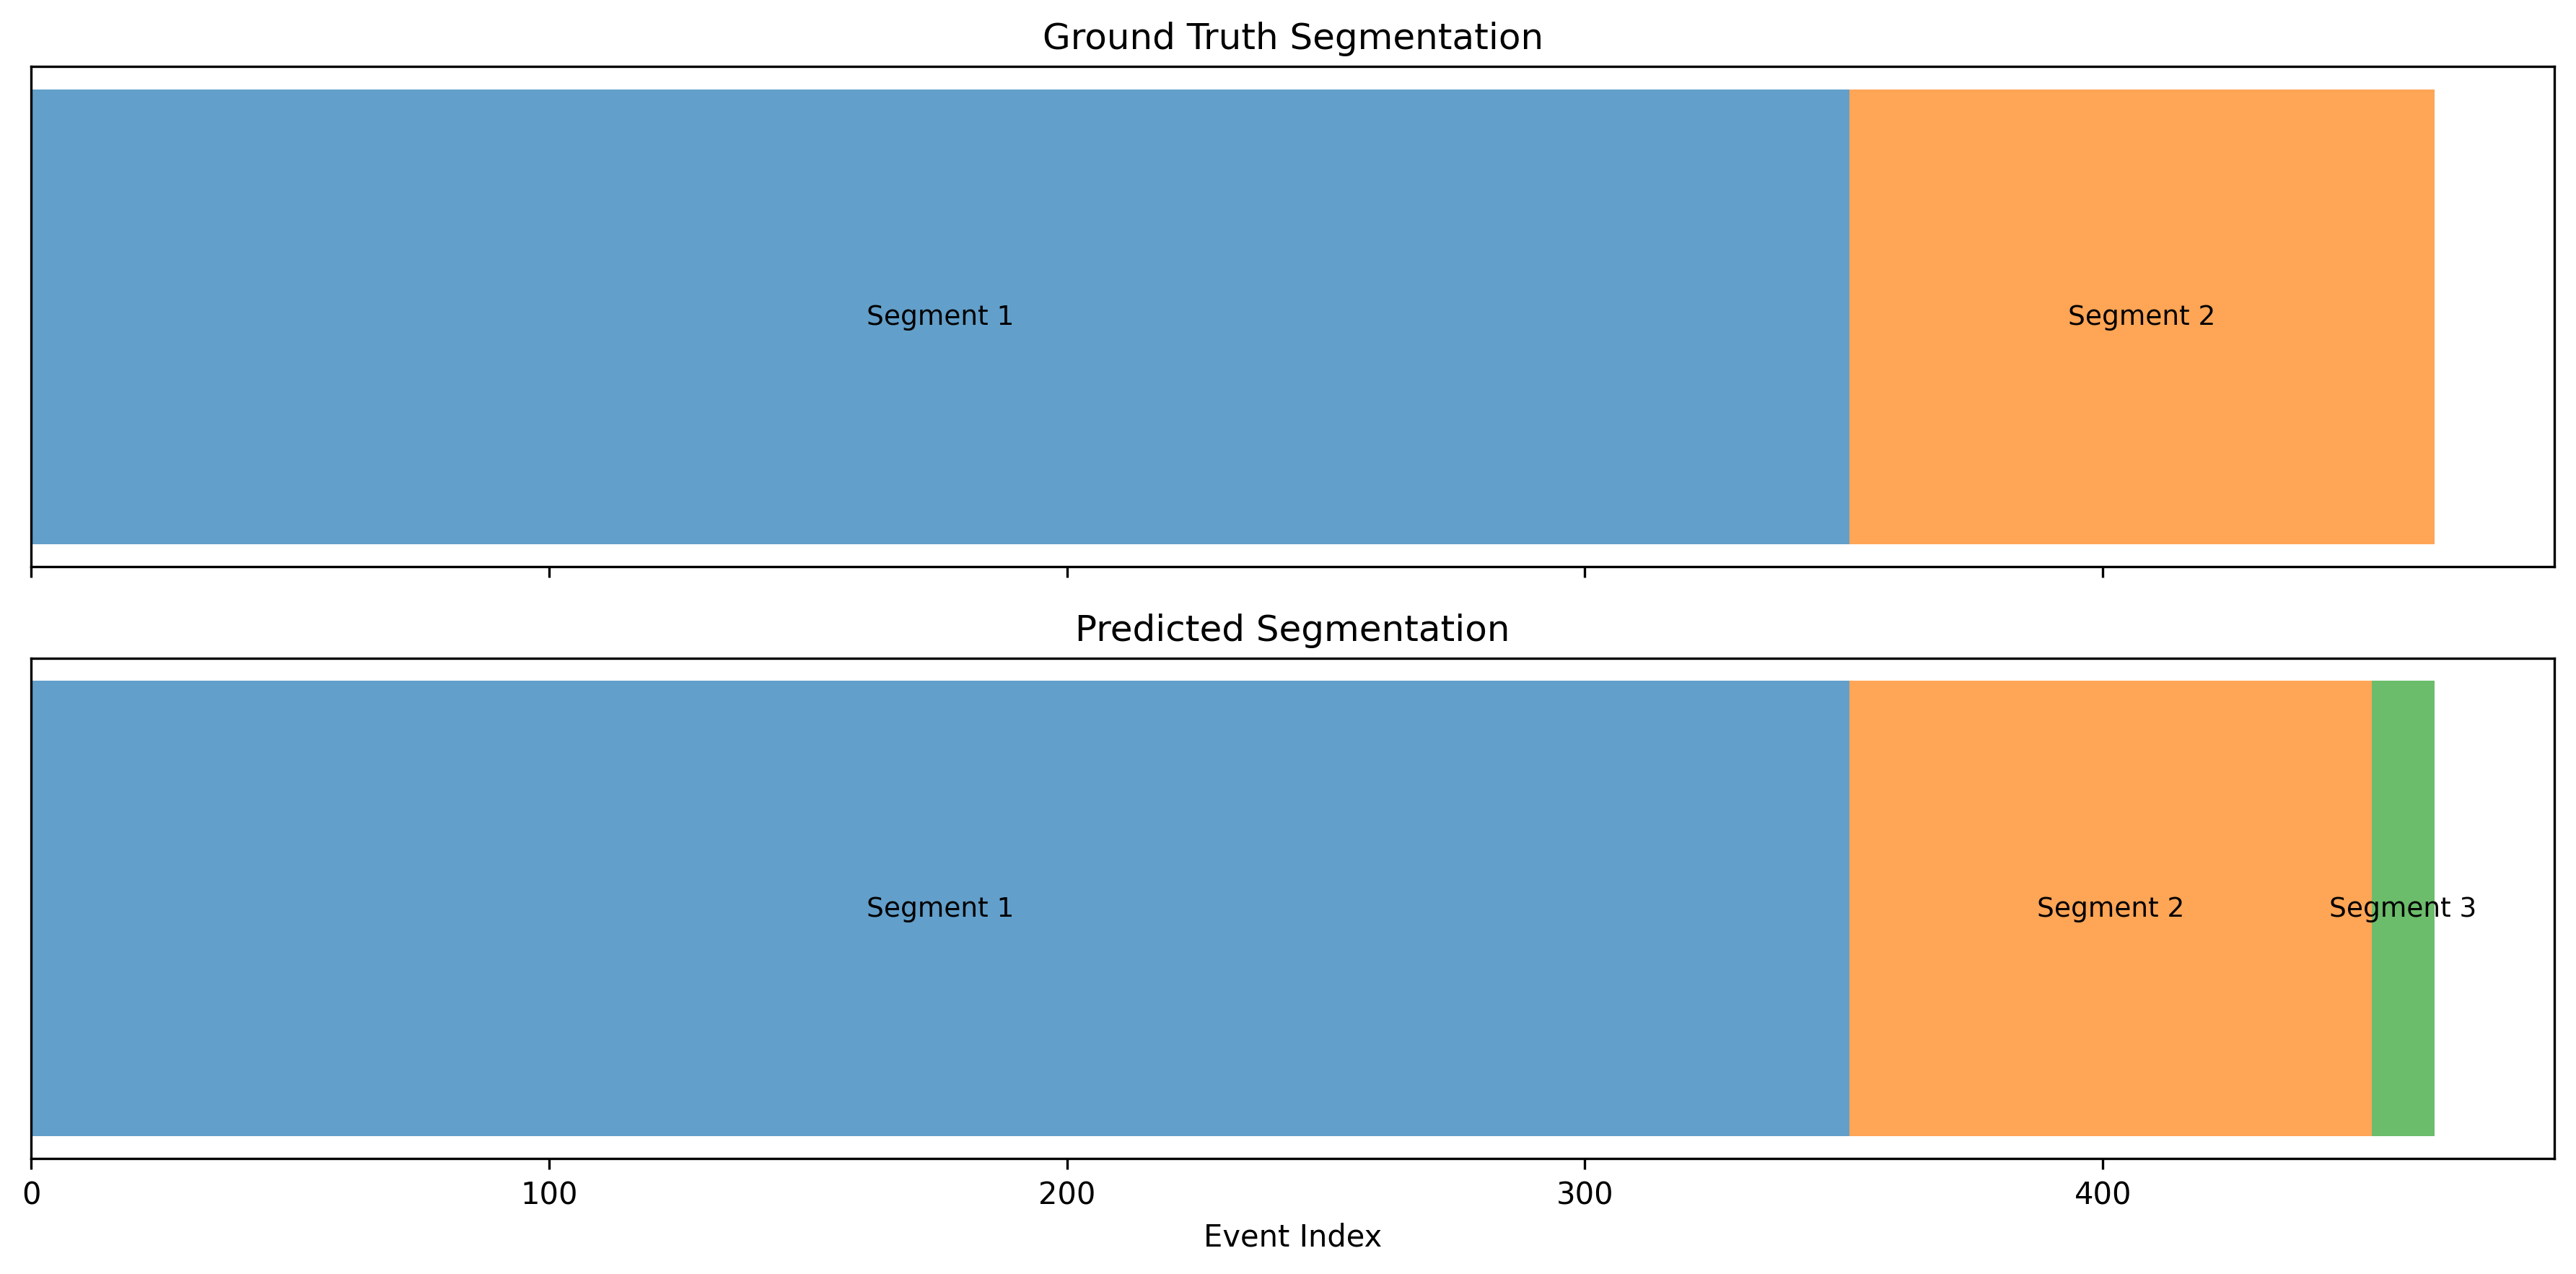 Ground Truth Segmentation
Segment 1
Segment 2
Predicted Segmentation
Segment 1
Segment 2
Segment 3
0
100
200
300
400
Event Index